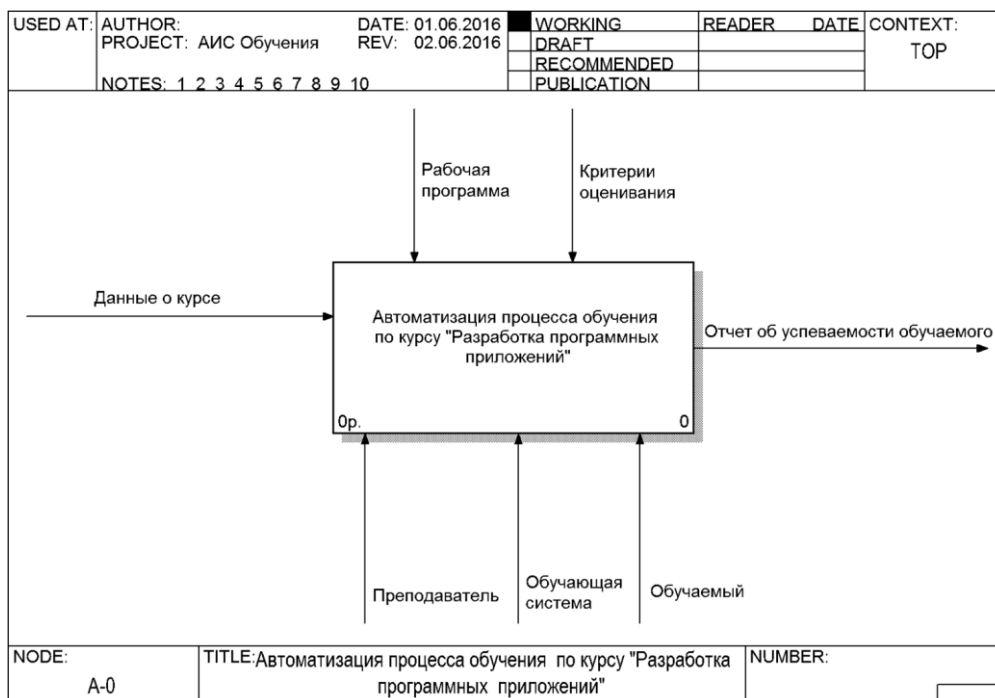 USED AT: AUTHOR: DATE: 01.06.2016 WORKING READER DATE CONTEXT:
PROJECT: АИС Обучения REV: 02.06.2016 DRAFT
TOP
RECOMMENDED
NOTES: 1 2 3 4 5 6 7 8 9 10 PUBLICATION
Рабочая
программа
Критерии
оценивания
Данные о курсе
Автоматизация процесса обучения
по курсу "Разработка программных
приложений"
0р. 0
Отчет об успеваемости обучаемого
Преподаватель
Обучающая
система
Обучаемый
NODE: TITLE: Автоматизация процесса обучения по курсу "Разработка NUMBER:
A-0 программных приложений"